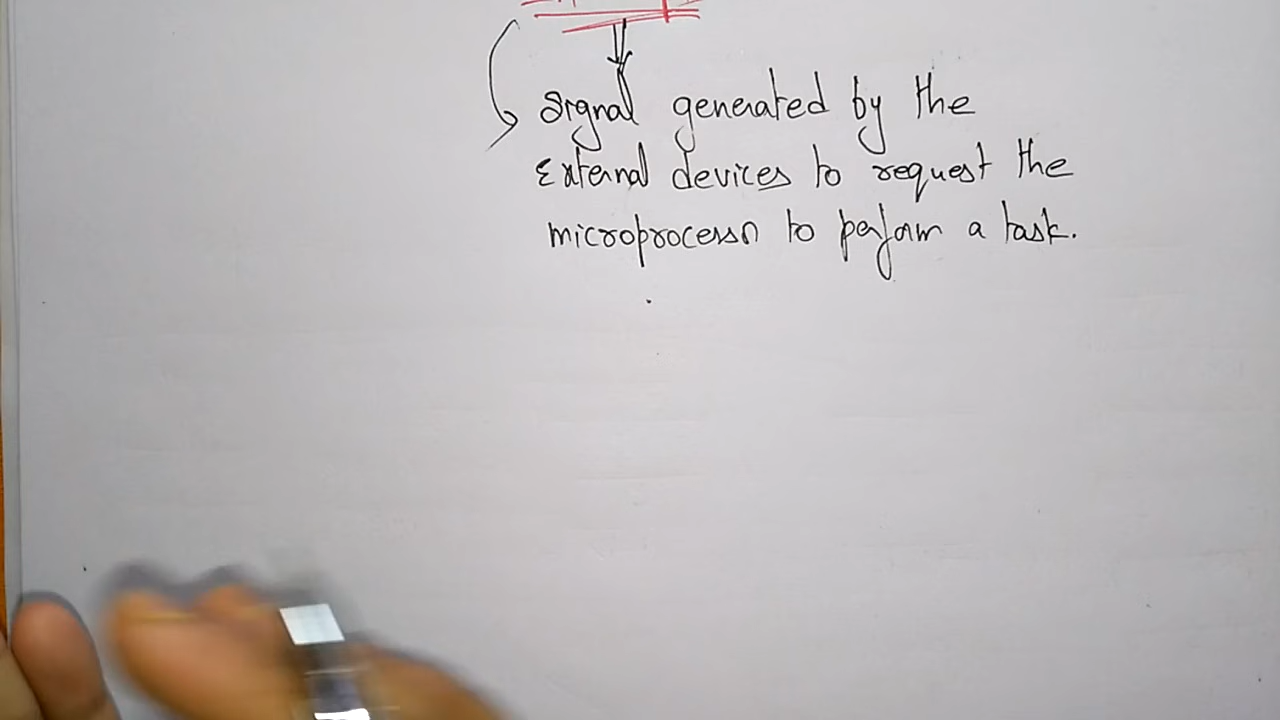 Signal generated by the
External devices to request the
microprocessor to perform a task.